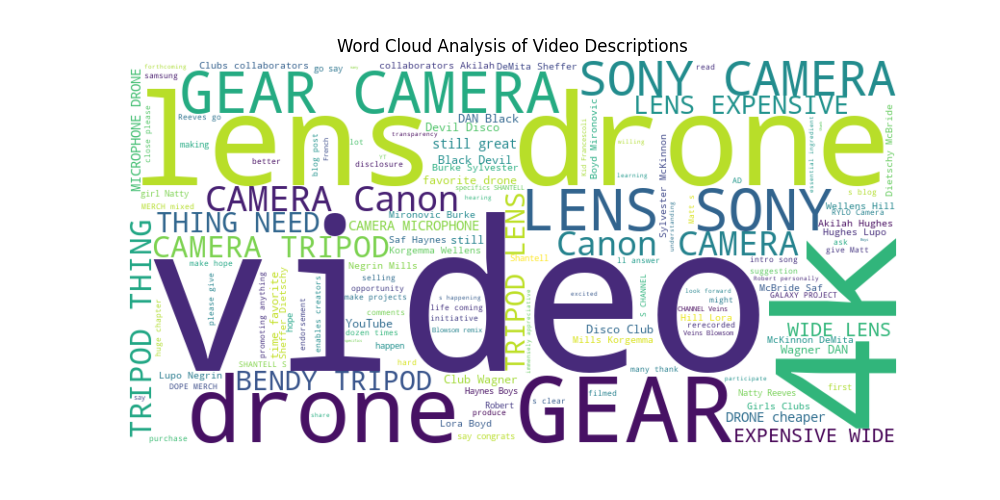 Word Cloud Analysis of Video Descriptions
forthcoming
samsung
Clubs collaborators
go say
collaborators Akilah
DeMita Sheffer
read
GEAR CAMERA
SONY CAMERA
LENS EXPENSIVE
MICROPHONE DRONE
close please
Reeves go
making
better
blog post
French
lot
transparency
YT
disclosure
DAN Black
Devil Disco
still great
Black Devil
Burke Sylvester
favorite drone
lens drone
Boyd Mironovic
willing
learning
Sylvester McKinnon
AD
essential ingredient
Dietschy McBride
s blog
girl Natty
MERCH mixed
CAMERA Canon
specifics SHANTELL
hearing
LENS SONY
Matt s
understanding
Wellens Hill
RYLO Camera
Akilah Hughes
Hughes Lupo
THING NEED
Mironovic Burke
CAMERA MICROPHONE
CAMERA TRIPOD
Saf Haynes
still
Korgemma Wellens
TRIPOD LENS
Shantell
Canon CAMERA
ll answer
intro song
ask
give Matt
suggestion
Robert personally
McBride Saf
GALAXY PROJECT
4K
TRIPOD THING
make hope
please give
promoting anything
time favorite
Sheffer Dietschy
hope
endorsement
enables creators
Negrin Mills
selling
opportunity
make projects
comments
YouTube
dozen times
happen
s happening
life coming
initiative
Blowsom remix
video
excited
S CHANNEL
look forward
might
CHANNEL Veins
Hill Lora
rerecorded
Veins Blowsom
Disco Club
Mills Korgemma
WIDE LENS
McKinnon DeMita
Wagner DAN
huge chapter
SHANTELL S
hard
sincerely appreciative
many thank
participate
first
Lupo Negrin
DOPE MERCH
say
BENDY TRIPOD
Club Wagner
Haynes Boys
Robert
produce
s clear
filmed
Natty Reeves
Girls Clubs
DRONE cheaper
share
Lora Boyd
say congrats
drone GEAR
purchase
EXPENSIVE WIDE